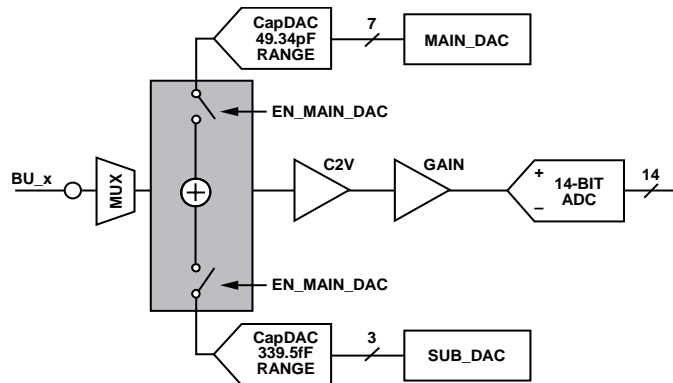 CapDAC
49.34pF
RANGE
7
MAIN_DAC
EN_MAIN_DAC
BU_x
MUX
+
C2V
GAIN
+
–
14-BIT
ADC
14
EN_MAIN_DAC
CapDAC
339.5fF
RANGE
3
SUB_DAC